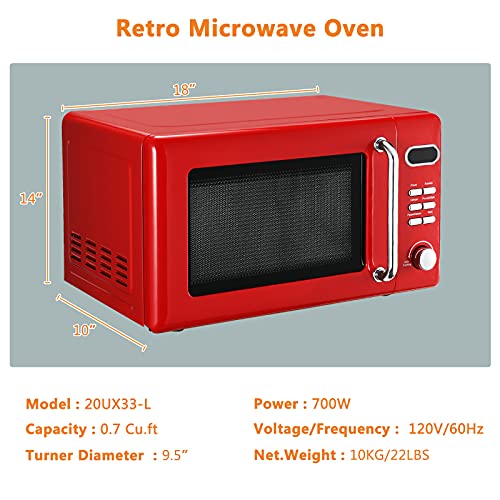 Retro Microwave Oven
18"
14"
10"
Model : 20UX33-L
Power : 700W
Capacity : 0.7 Cu.ft
Voltage/Frequency : 120V/60Hz
Turner Diameter : 9.5"
Net.Weight : 10KG/22LBS